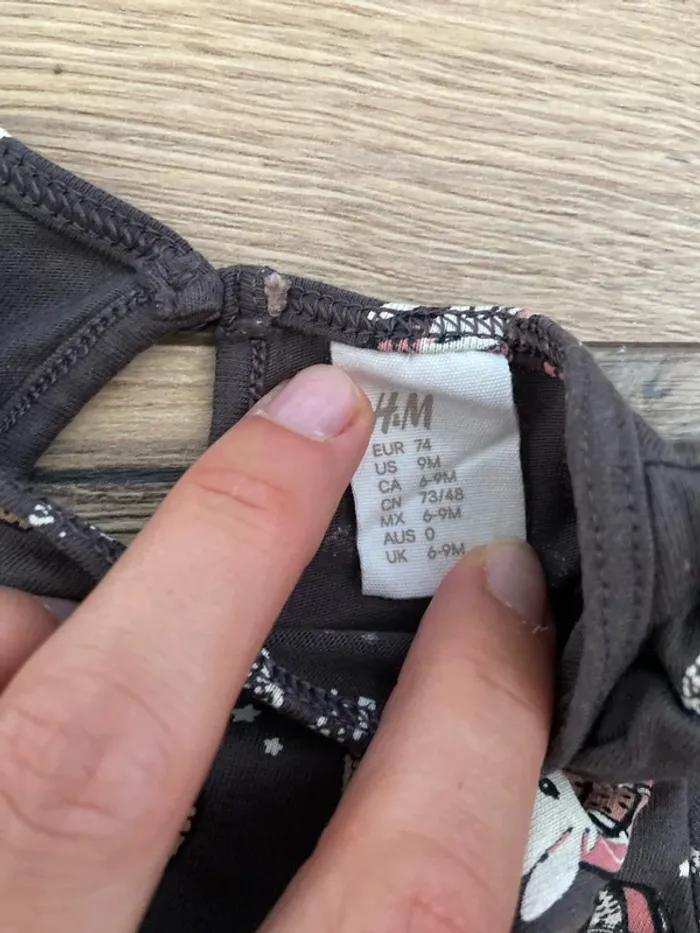 H&M
EUR 74
US 9M
CA 6-9M
CN 73/48
MX 6-9M
AUS 0
UK 6-9M